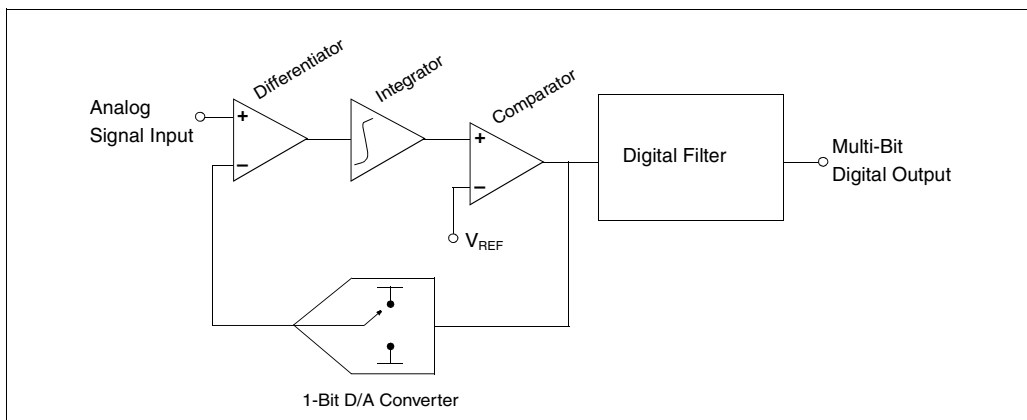 Differentiator
Integrator
Comparator
Analog
Signal Input
+
−
+
−
V_REF
Digital Filter
Multi-Bit
Digital Output
1-Bit D/A Converter